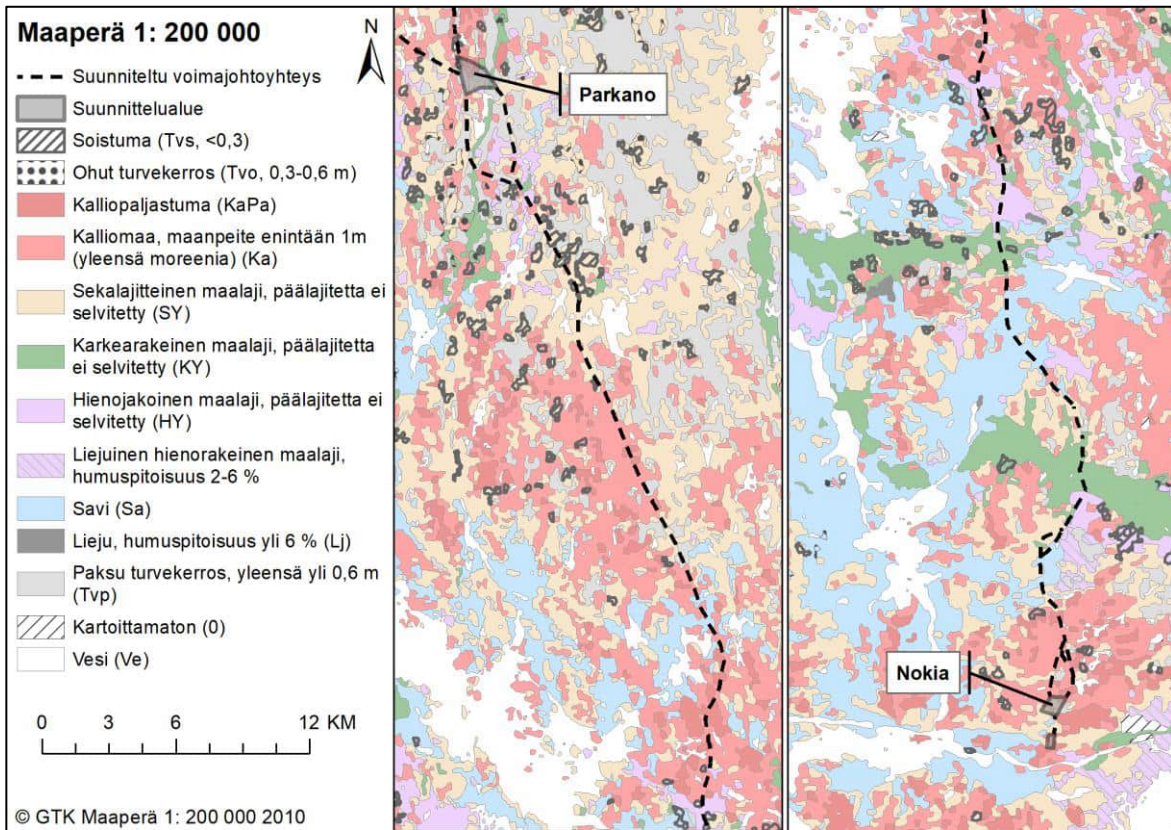 Maaperä 1: 200 000
N
Suunniteltu voimajohtoyhteys
Suunnittelualue
Soistuma (Tvs, <0,3)
Ohut turvekerros (Tvo, 0,3-0,6 m)
Kalliopaljastuma (KaPa)
Kalliomaa, maanpeite enintään 1m
(yleensä moreenia) (Ka)
Sekalajitteinen maalaji, päälajitetta ei
selvitetty (SY)
Karkearakeinen maalaji, päälajitetta
ei selvitetty (KY)
Hienojakoinen maalaji, päälajitetta ei
selvitetty (HY)
Liejuinen hienorakeinen maalaji,
humuspitoisuus 2-6 %
Savi (Sa)
Lieju, humuspitoisuus yli 6 % (Lj)
Paksu turvekerros, yleensä yli 0,6 m
(Tvp)
Kartoittamaton (0)
Vesi (Ve)
0 3 6 12 KM
© GTK Maaperä 1: 200 000 2010
Parkano
Nokia